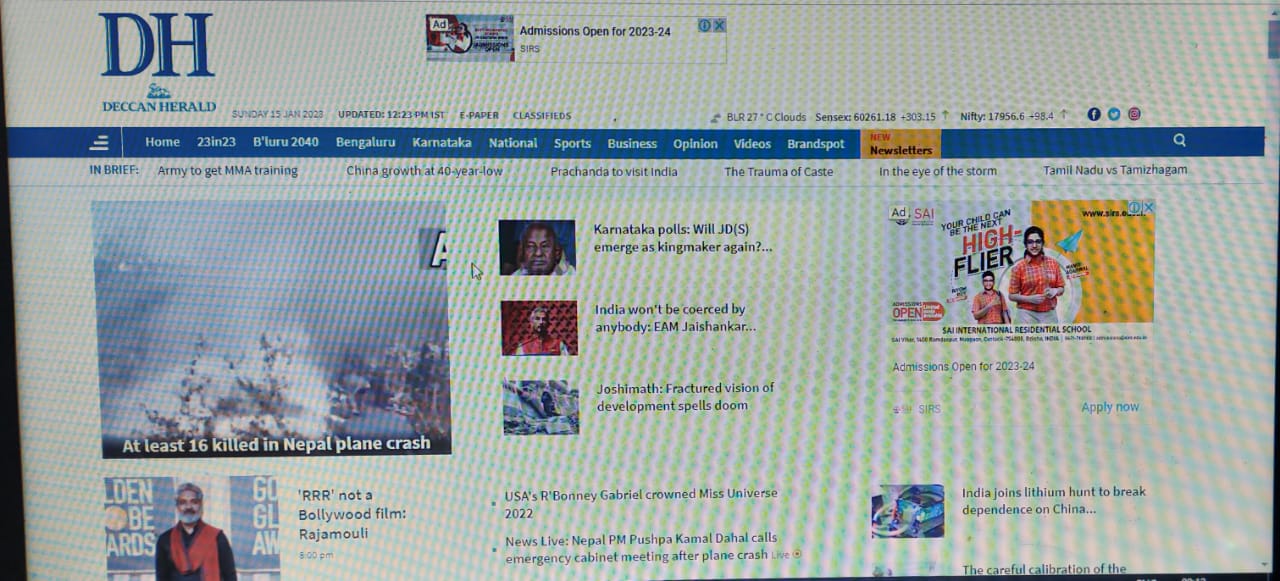 DH
DECCAN HERALD
Ad
Admissions Open for 2023-24
SIRS
SUNDAY 15 JAN 2023 UPDATED: 12:23 PM IST E-PAPER CLASSIFIEDS
BLR 27° C Clouds Sensex: 60261.18 +303.15 ↑ Nifty: 17956.6 +98.4 ↑
Home 23in23 B'luru 2040 Bengaluru Karnataka National Sports Business Opinion Videos Brandspot NEW Newsletters
IN BRIEF: Army to get MMA training China growth at 40-year-low Prachanda to visit India The Trauma of Caste In the eye of the storm Tamil Nadu vs Tamizhagam
A
At least 16 killed in Nepal plane crash
Karnataka polls: Will JD(S)
emerge as kingmaker again?...
India won't be coerced by
anybody: EAM Jaishankar...
Joshimath: Fractured vision of
development spells doom
Ad SAI
YOUR CHILD CAN
BE THE NEXT
HIGH-
FLIER
ADMISSIONS
OPEN
SAI INTERNATIONAL RESIDENTIAL SCHOOL
Admissions Open for 2023-24
SIRS Apply now
LDEN
BE
ARDS
GO
GL
AW
'RRR' not a
Bollywood film:
Rajamouli
8:00 pm
USA's R'Bonney Gabriel crowned Miss Universe
2022
News Live: Nepal PM Pushpa Kamal Dahal calls
emergency cabinet meeting after plane crash Live
India joins lithium hunt to break
dependence on China...
The careful calibration of the